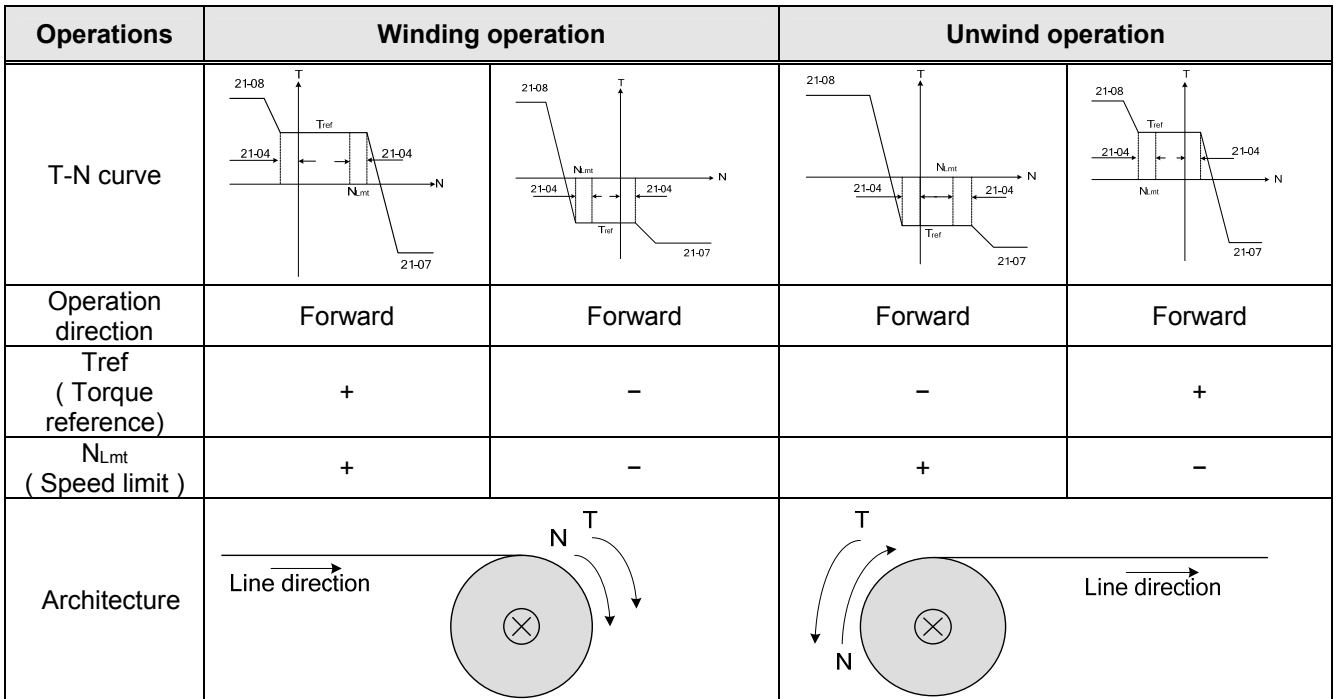 Operations Winding operation Unwind operation
T-N curve
T
21-08
Tref
21-04 21-04
N
NLmt
21-07
T
21-08
NLmt
N
21-04 21-04
Tref
21-07
T
21-08
NLmt
N
21-04 21-04
Tref
21-07
T
21-08
Tref
21-04 21-04
N
NLmt
21-07
Operation
direction
Forward Forward Forward Forward
Tref
( Torque
reference)
+ − − +
NLmt
( Speed limit )
+ − + −
Architecture
T
N
Line direction
T
Line direction
N